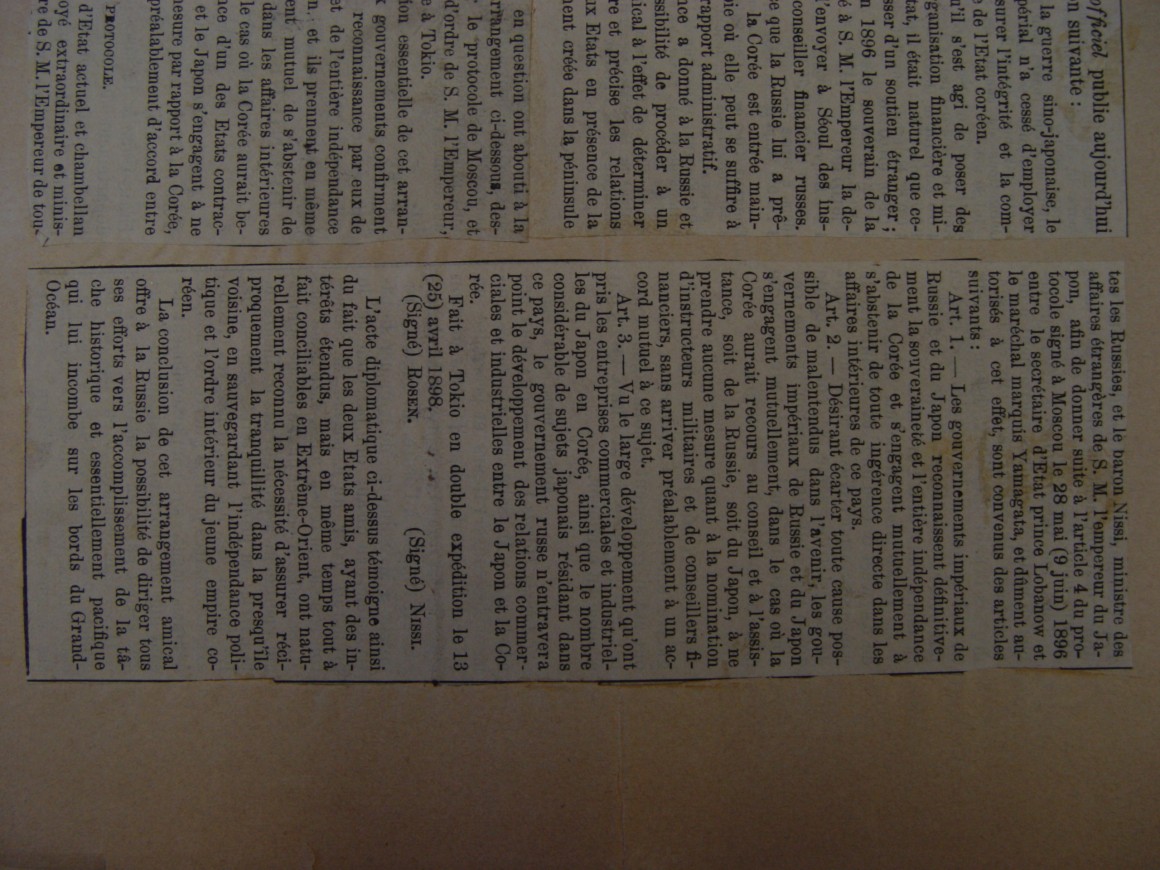 officiel publie aujourd'hui
on suivante :
la guerre sino-japonaise, le
périal n'a cessé d'employer
surer l'intégrité et la com-
e de l'Etat coréen.
qu'il s'est agi de poser des
ganisation financière et mi-
tat, il était naturel que ce-
sser d'un soutien étranger ;
n 1896 le souverain de la
é à S. M. l'Empereur la de-
'envoyer à Séoul des ins-
conseiller financier russes.
ce que la Russie lui a prê-
la Corée est entrée main-
oie où elle peut se suffire à
rapport administratif.
nce a donné à la Russie et
ssibilité de procéder à un
nical à l'effet de déterminer
re et précise les relations
ux Etats en présence de la
ment créée dans la péninsule
en question ont abouti à la
rrangement ci-dessous, des-
r le protocole de Moscou, et
d'ordre de S. M. l'Empereur,
e à Tokio.
ion essentielle de cet arran-
x gouvernements confirment
reconnaissance par eux de
et de l'entière indépendance
n ; et ils prennent en même
ent mutuel de s'abstenir de
dans les affaires intérieures
le cas où la Corée aurait be-
nce d'un des Etats contrac-
et le Japon s'engagent à ne
mesure par rapport à la Corée,
préalablement d'accord entre
PROTOCOLE.
d'Etat actuel et chambellan
oyé extraordinaire et minis-
re de S. M. l'Empereur de tou-
tes les Russies, et le baron Nissi, ministre des
affaires étrangères de S. M. l'empereur du Ja-
pon, afin de donner suite à l'article 4 du pro-
tocole signé à Moscou le 28 mai (9 juin) 1896
entre le secrétaire d'Etat prince Lobanow et
le maréchal marquis Yamagata, et dûment au-
torisés à cet effet, sont convenus des articles
suivants :
Art. 1. — Les gouvernements impériaux de
Russie et du Japon reconnaissent définitive-
ment la souveraineté et l'entière indépendance
de la Corée et s'engagent mutuellement à
s'abstenir de toute ingérence directe dans les
affaires intérieures de ce pays.
Art. 2. — Désirant écarter toute cause pos-
sible de malentendus dans l'avenir, les gou-
vernements impériaux de Russie et du Japon
s'engagent mutuellement, dans le cas où la
Corée aurait recours au conseil et à l'assis-
tance, soit de la Russie, soit du Japon, à ne
prendre aucune mesure quant à la nomination
d'instructeurs militaires et de conseillers fi-
nanciers, sans arriver préalablement à un ac-
cord mutuel à ce sujet.
Art. 3. — Vu le large développement qu'ont
pris les entreprises commerciales et industriel-
les du Japon en Corée, ainsi que le nombre
considérable de sujets japonais résidant dans
ce pays, le gouvernement russe n'entravera
point le développement des relations commer-
ciales et industrielles entre le Japon et la Co-
rée.
Fait à Tokio en double expédition le 13
(25) avril 1898.
(Signé) ROSEN. (Signé) NISSI.
L'acte diplomatique ci-dessus témoigne ainsi
du fait que les deux Etats amis, ayant des in-
térêts étendus, mais en même temps tout à
fait conciliables en Extrême-Orient, ont natu-
rellement reconnu la nécessité d'assurer réci-
proquement la tranquillité dans la presqu'île
voisine, en sauvegardant l'indépendance poli-
tique et l'ordre intérieur du jeune empire co-
réen.
La conclusion de cet arrangement amical
offre à la Russie la possibilité de diriger tous
ses efforts vers l'accomplissement de la tâ-
che historique et essentiellement pacifique
qui lui incombe sur les bords du Grand-
Océan.